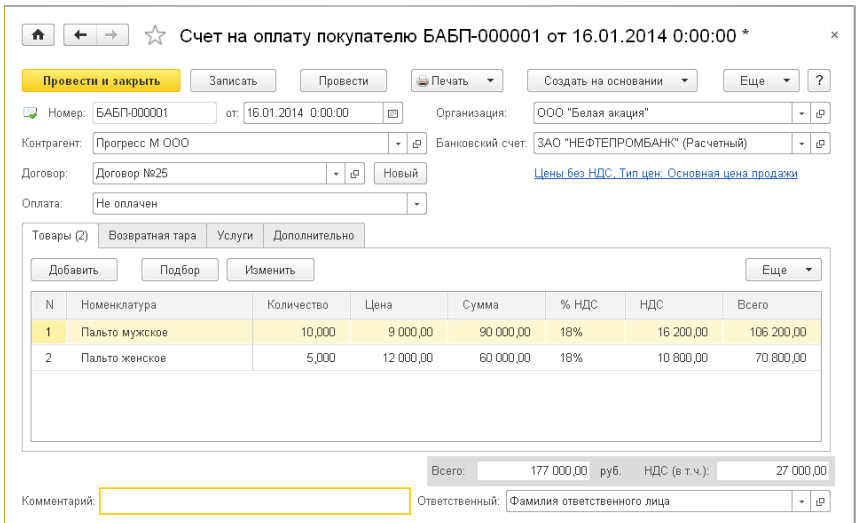 Счет на оплату покупателю БАБП-000001 от 16.01.2014 0:00:00 *
Провести и закрыть Записать Провести Печать Создать на основании Еще ?
Номер: БАБП-000001 от: 16.01.2014 0:00:00 Организация: ООО "Белая акация"
Контрагент: Прогресс М ООО Банковский счет: ЗАО "НЕФТЕПРОМБАНК" (Расчетный)
Договор: Договор №25 Новый Цены без НДС, Тип цен: Основная цена продажи
Оплата: Не оплачен
Товары (2) Возвратная тара Услуги Дополнительно
Добавить Подбор Изменить Еще
N Номенклатура Количество Цена Сумма % НДС НДС Всего
1 Пальто мужское 10,000 9 000,00 90 000,00 18% 16 200,00 106 200,00
2 Пальто женское 5,000 12 000,00 60 000,00 18% 10 800,00 70 800,00
Всего: 177 000,00 руб. НДС (в т.ч.): 27 000,00
Комментарий: Ответственный: Фамилия ответственного лица